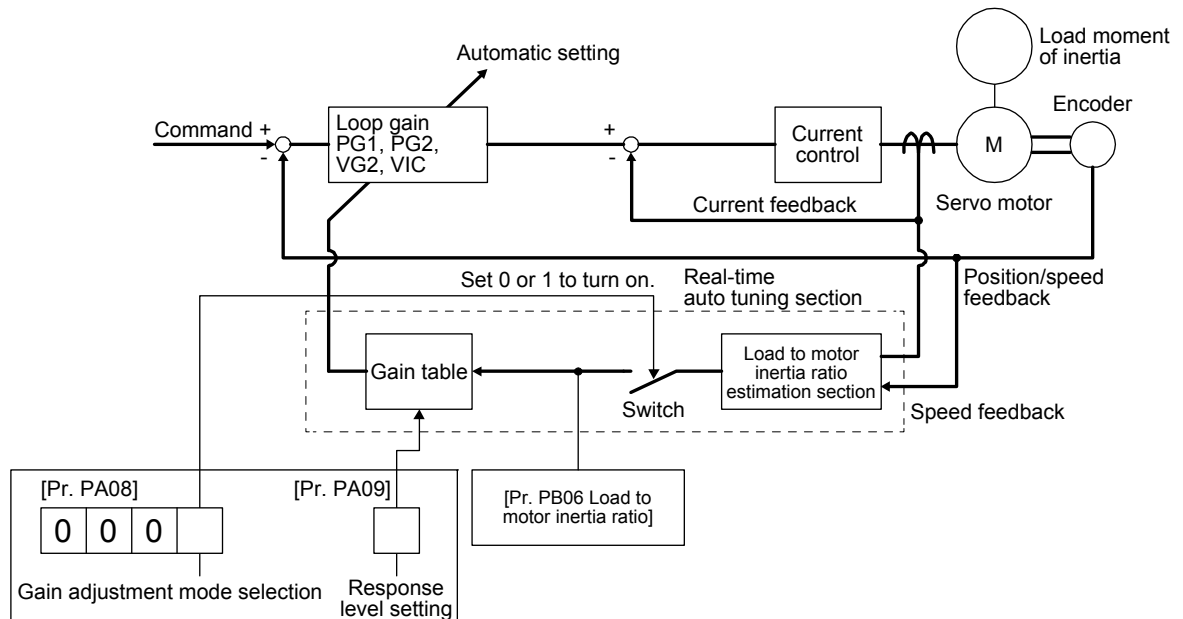 Load moment
of inertia
Automatic setting
Encoder
Command +
-
Loop gain
PG1, PG2,
VG2, VIC
+
-
Current
control
M
Servo motor
Current feedback
Set 0 or 1 to turn on.
Real-time
auto tuning section
Position/speed
feedback
Gain table
Switch
Load to motor
inertia ratio
estimation section
Speed feedback
[Pr. PA08]
[Pr. PA09]
[Pr. PB06 Load to
motor inertia ratio]
0 0 0
Gain adjustment mode selection
Response
level setting